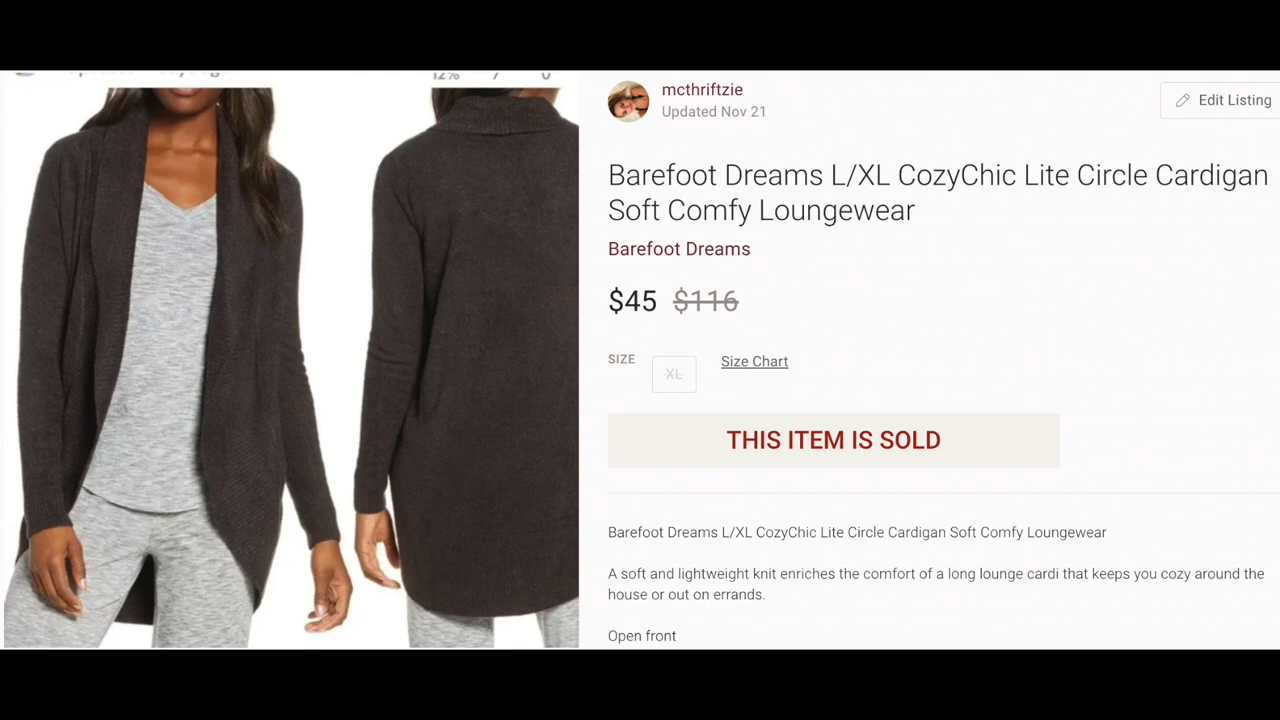 12% 7 0
mcthriftzie
Updated Nov 21
Edit Listing
Barefoot Dreams L/XL CozyChic Lite Circle Cardigan
Soft Comfy Loungewear
Barefoot Dreams
$45 $116
SIZE
XL
Size Chart
THIS ITEM IS SOLD
Barefoot Dreams L/XL CozyChic Lite Circle Cardigan Soft Comfy Loungewear
A soft and lightweight knit enriches the comfort of a long lounge cardi that keeps you cozy around the
house or out on errands.
Open front